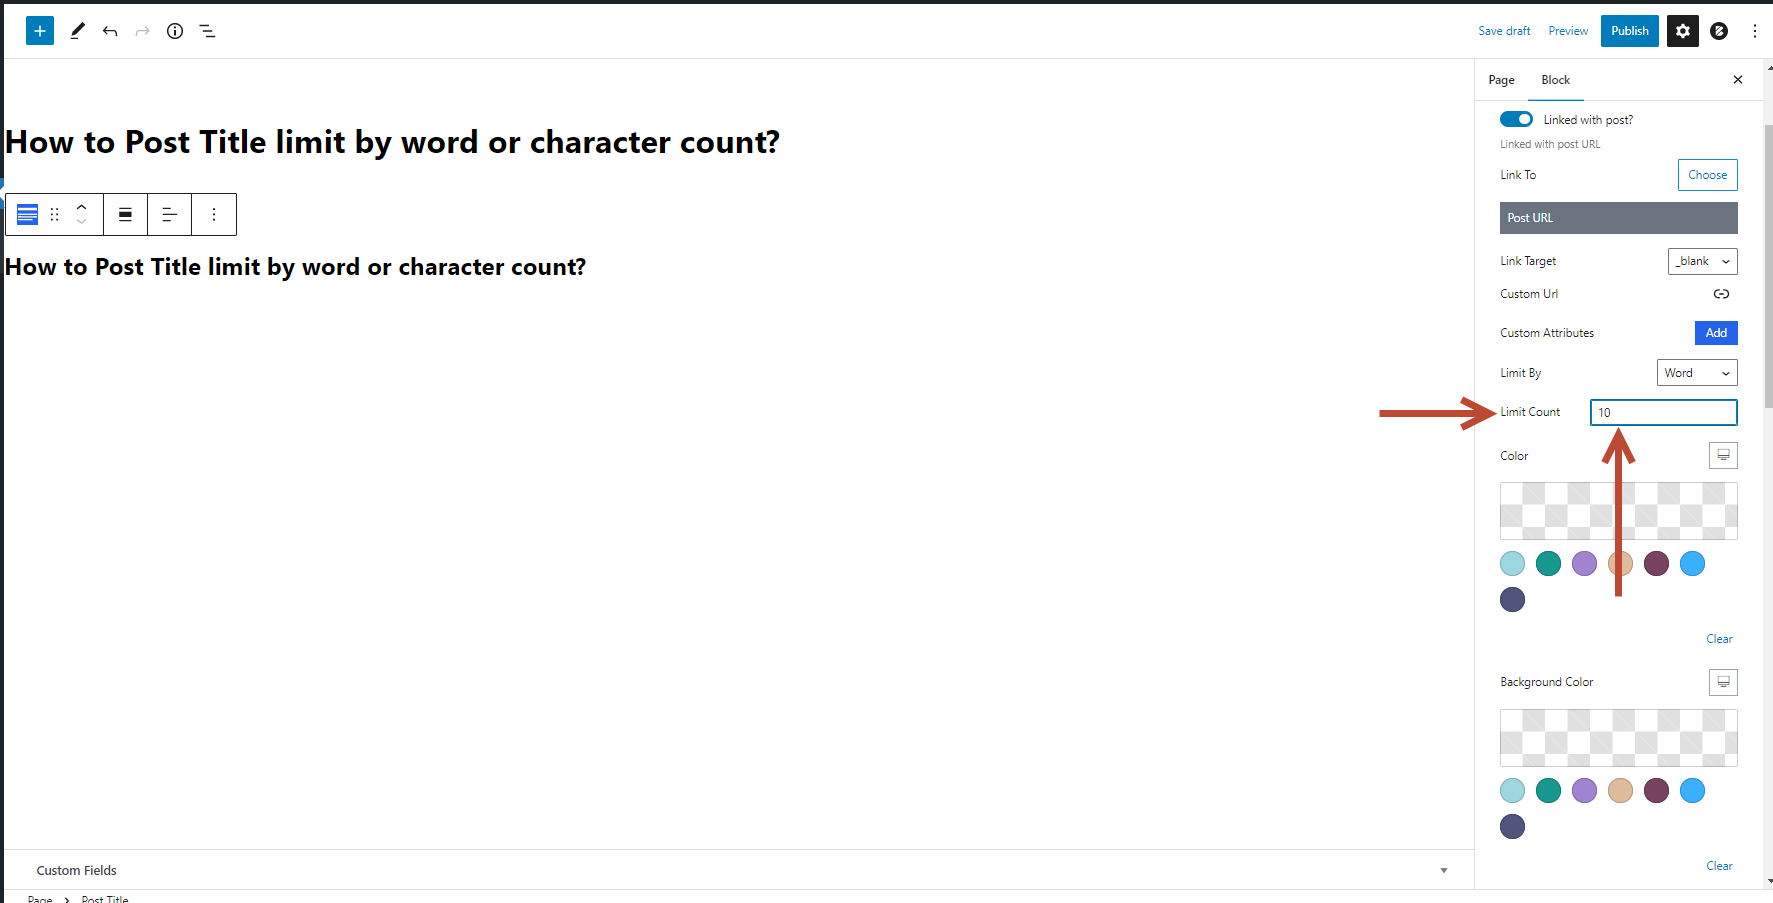 Save draft Preview Publish
Page Block
How to Post Title limit by word or character count?
How to Post Title limit by word or character count?
Linked with post?
Linked with post URL
Link To Choose
Post URL
Link Target _blank
Custom Url
Custom Attributes Add
Limit By Word
Limit Count 10
Color
Clear
Background Color
Clear
Custom Fields
Page > Post Title